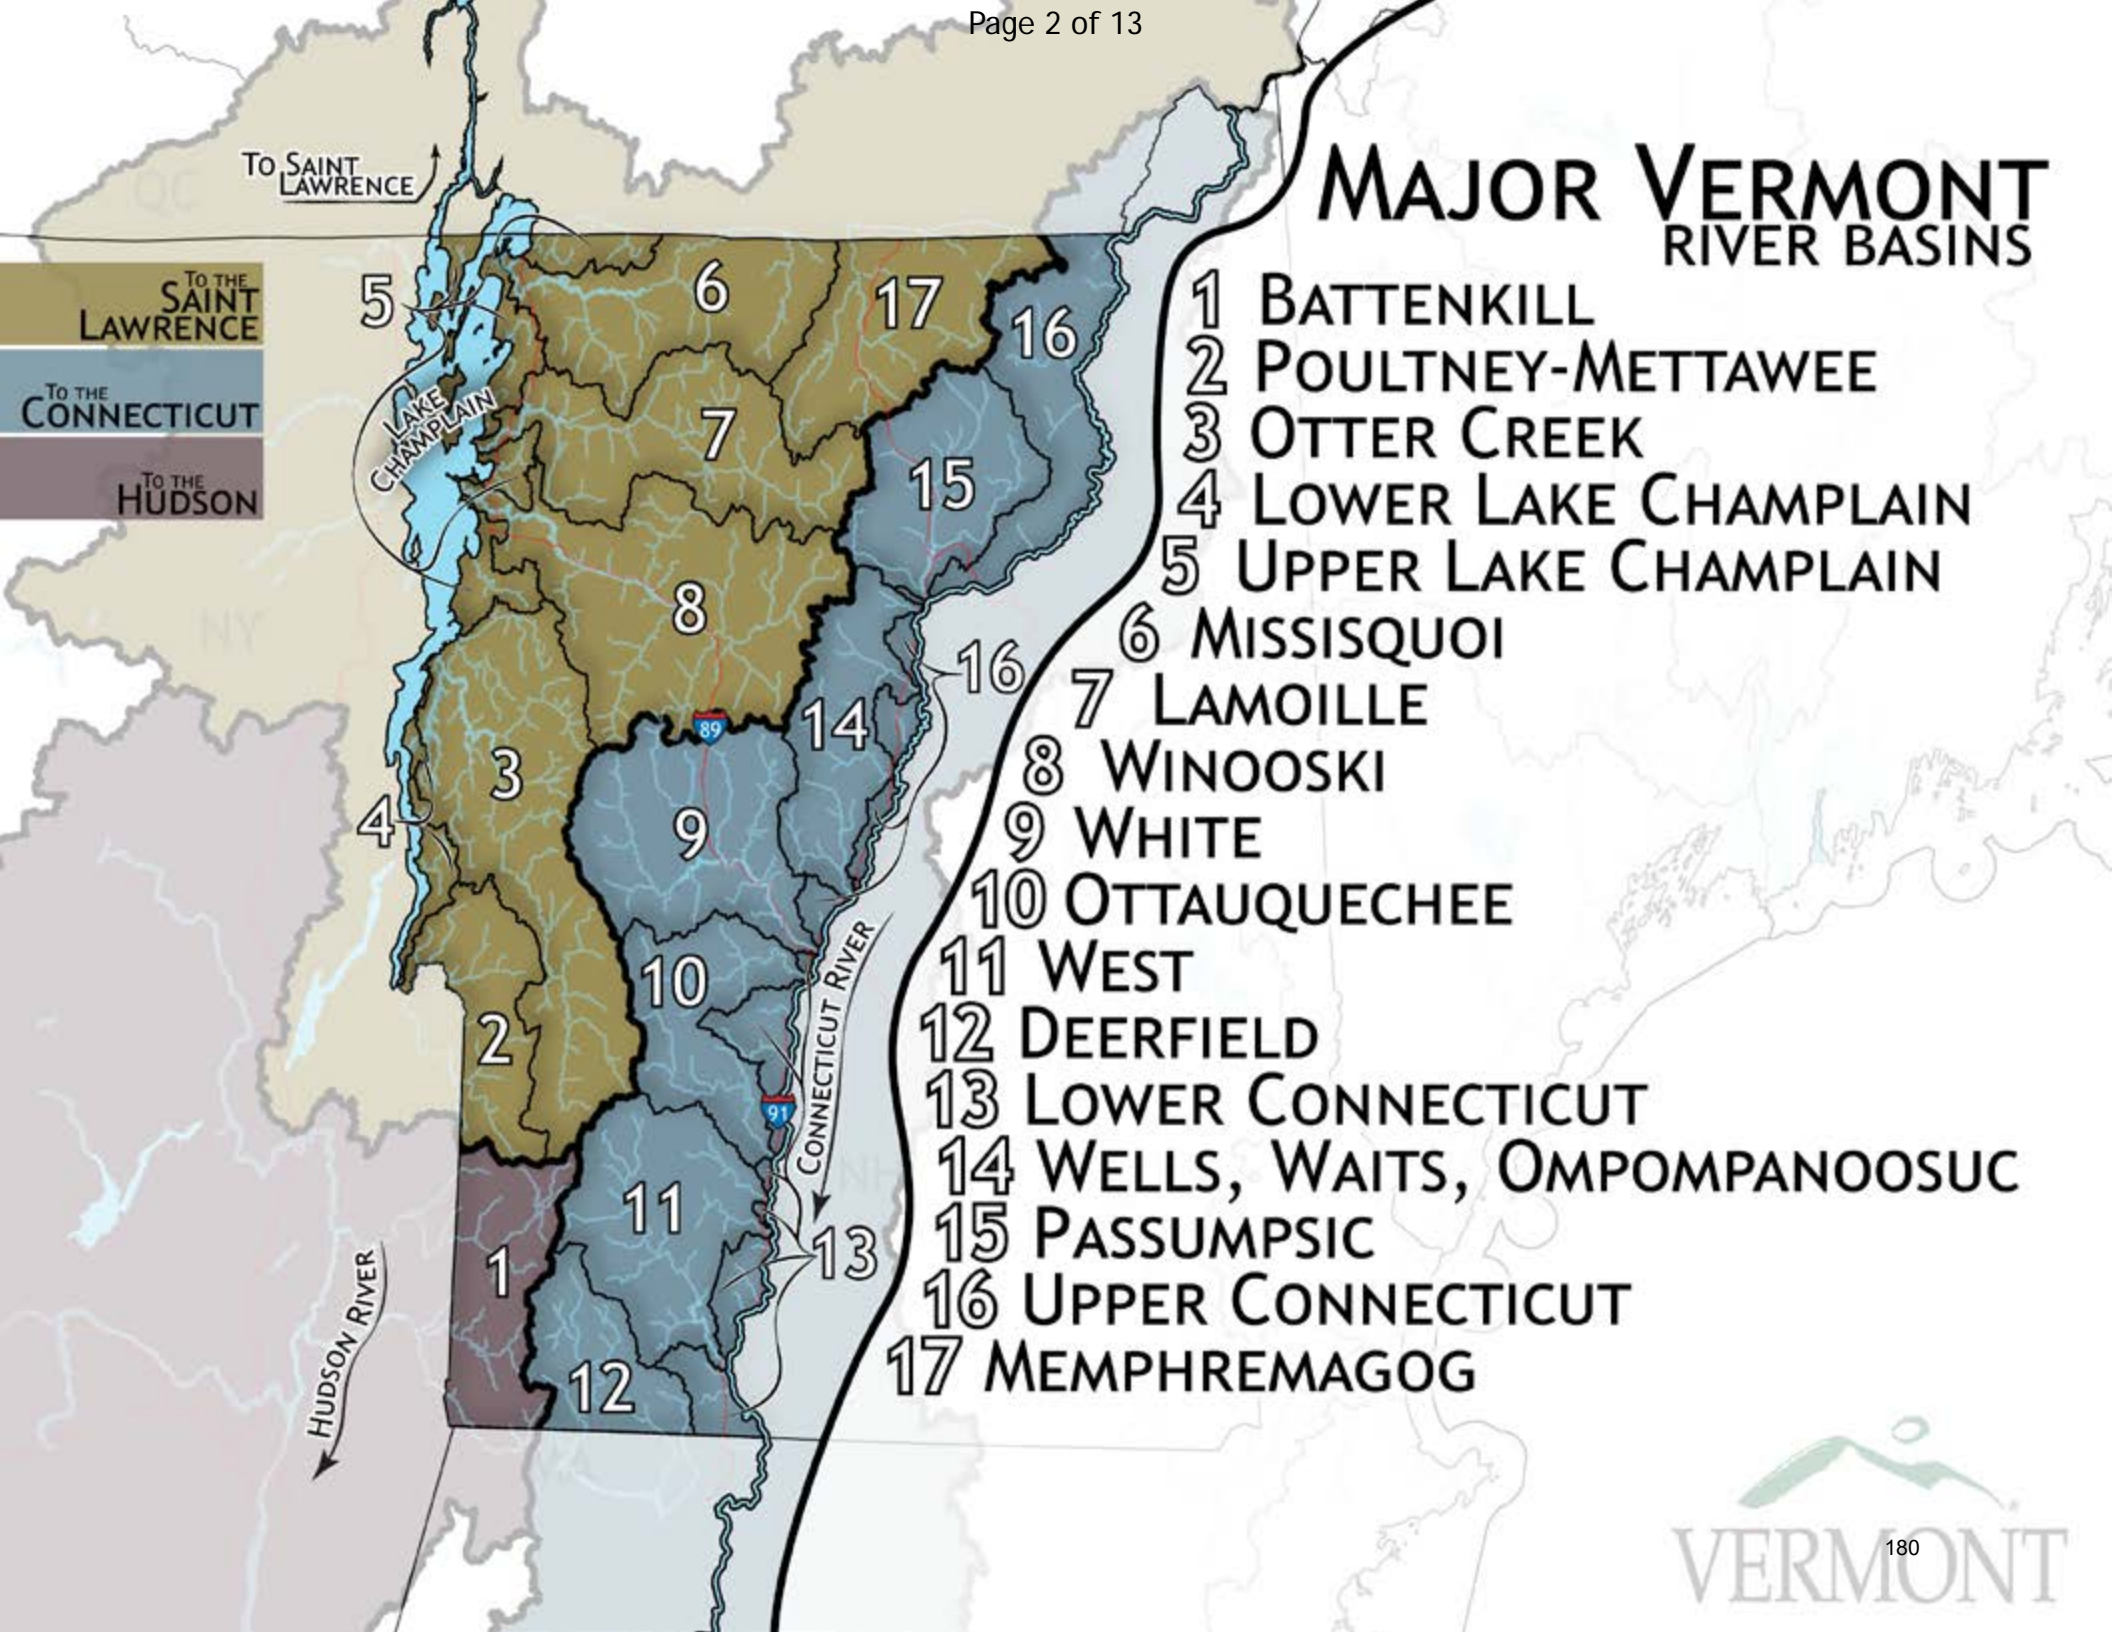 Page 2 of 13
TO SAINT
LAWRENCE
QC
MAJOR VERMONT
RIVER BASINS
TO THE
SAINT
LAWRENCE
TO THE
CONNECTICUT
TO THE
HUDSON
5
6
17
16
LAKE
CHAMPLAIN
7
15
NY
8
16
14
89
3
4
9
10
CONNECTICUT RIVER
2
91
NH
11
13
1
HUDSON RIVER
12
1 BATTENKILL
2 POULTNEY-METTAWEE
3 OTTER CREEK
4 LOWER LAKE CHAMPLAIN
5 UPPER LAKE CHAMPLAIN
6 MISSISQUOI
7 LAMOILLE
8 WINOOSKI
9 WHITE
10 OTTAUQUECHEE
11 WEST
12 DEERFIELD
13 LOWER CONNECTICUT
14 WELLS, WAITS, OMPOMPANOOSUC
15 PASSUMPSIC
16 UPPER CONNECTICUT
17 MEMPHREMAGOG
180
VERMONT